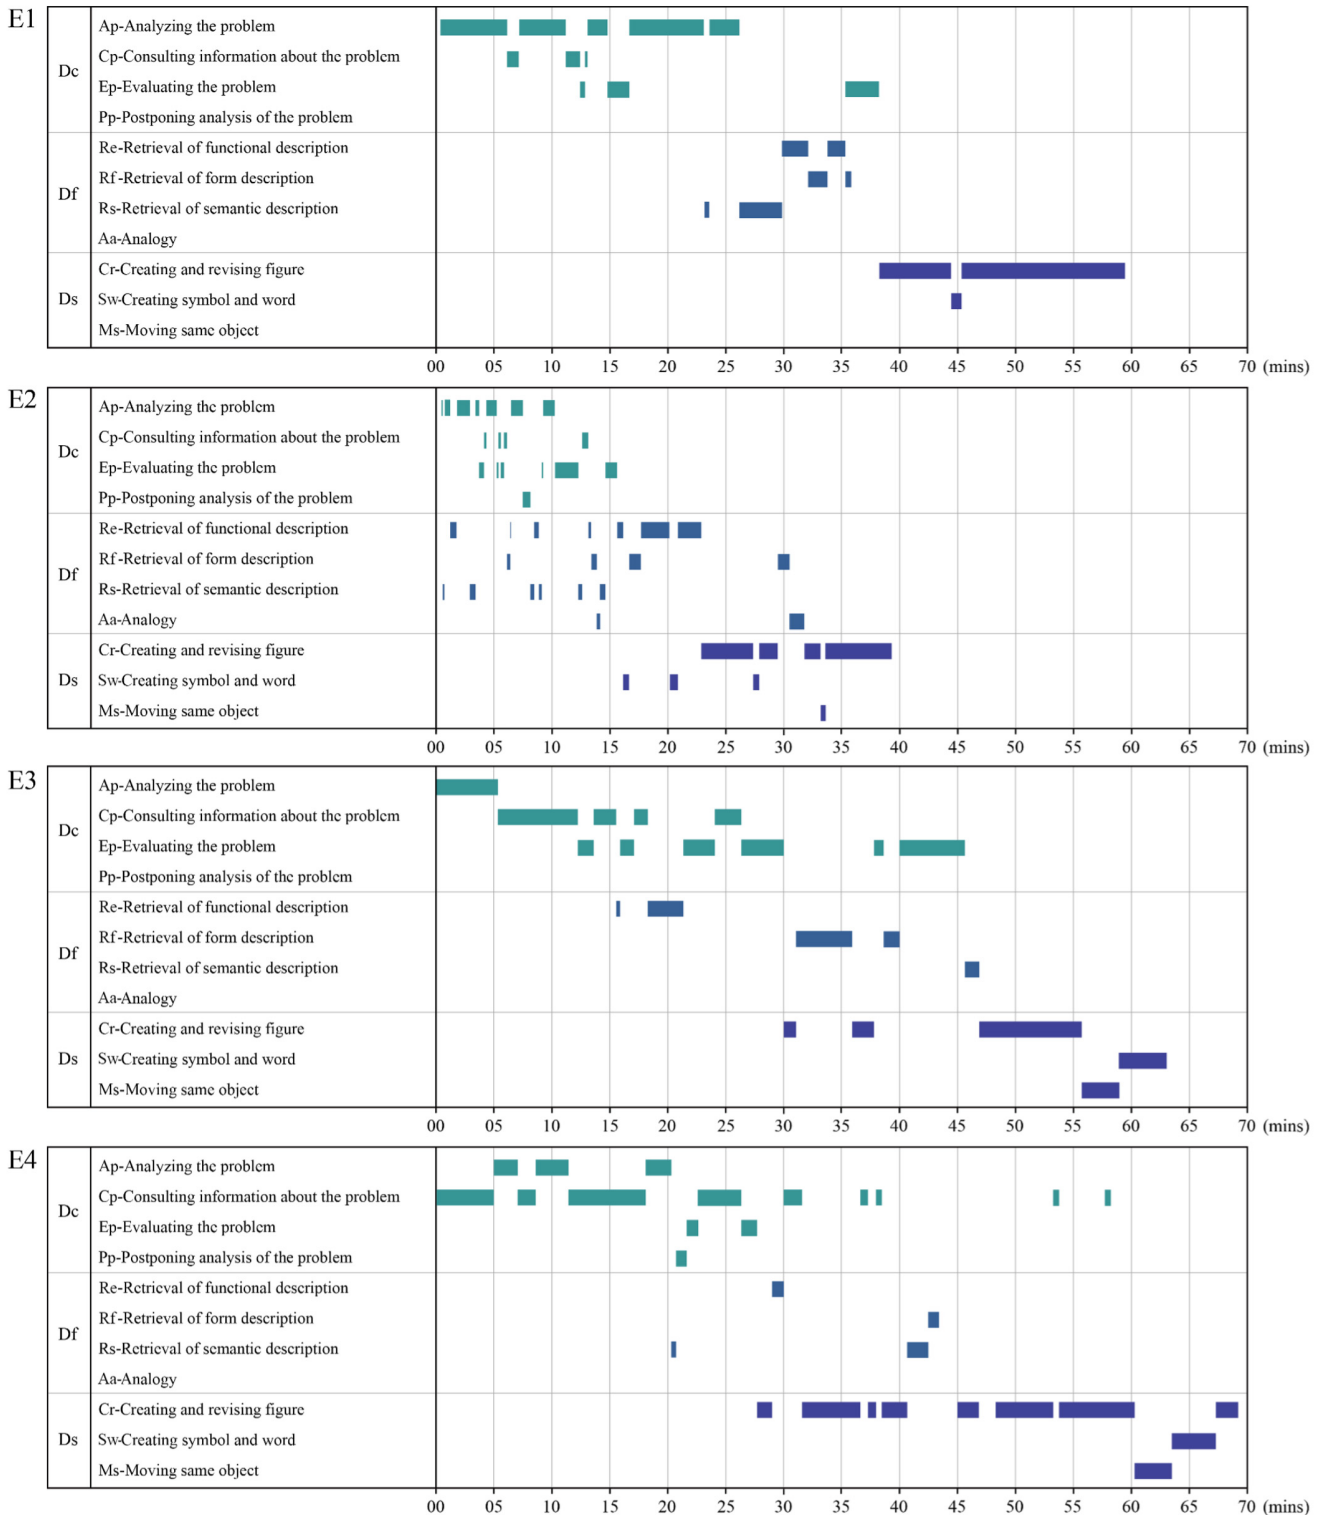 E1
Dc
Ap-Analyzing the problem
Cp-Consulting information about the problem
Ep-Evaluating the problem
Pp-Postponing analysis of the problem
Df
Re-Retrieval of functional description
Rf-Retrieval of form description
Rs-Retrieval of semantic description
Aa-Analogy
Ds
Cr-Creating and revising figure
Sw-Creating symbol and word
Ms-Moving same object
00 05 10 15 20 25 30 35 40 45 50 55 60 65 70 (mins)
E2
Dc
Ap-Analyzing the problem
Cp-Consulting information about the problem
Ep-Evaluating the problem
Pp-Postponing analysis of the problem
Df
Re-Retrieval of functional description
Rf-Retrieval of form description
Rs-Retrieval of semantic description
Aa-Analogy
Ds
Cr-Creating and revising figure
Sw-Creating symbol and word
Ms-Moving same object
00 05 10 15 20 25 30 35 40 45 50 55 60 65 70 (mins)
E3
Dc
Ap-Analyzing the problem
Cp-Consulting information about the problem
Ep-Evaluating the problem
Pp-Postponing analysis of the problem
Df
Re-Retrieval of functional description
Rf-Retrieval of form description
Rs-Retrieval of semantic description
Aa-Analogy
Ds
Cr-Creating and revising figure
Sw-Creating symbol and word
Ms-Moving same object
00 05 10 15 20 25 30 35 40 45 50 55 60 65 70 (mins)
E4
Dc
Ap-Analyzing the problem
Cp-Consulting information about the problem
Ep-Evaluating the problem
Pp-Postponing analysis of the problem
Df
Re-Retrieval of functional description
Rf-Retrieval of form description
Rs-Retrieval of semantic description
Aa-Analogy
Ds
Cr-Creating and revising figure
Sw-Creating symbol and word
Ms-Moving same object
00 05 10 15 20 25 30 35 40 45 50 55 60 65 70 (mins)